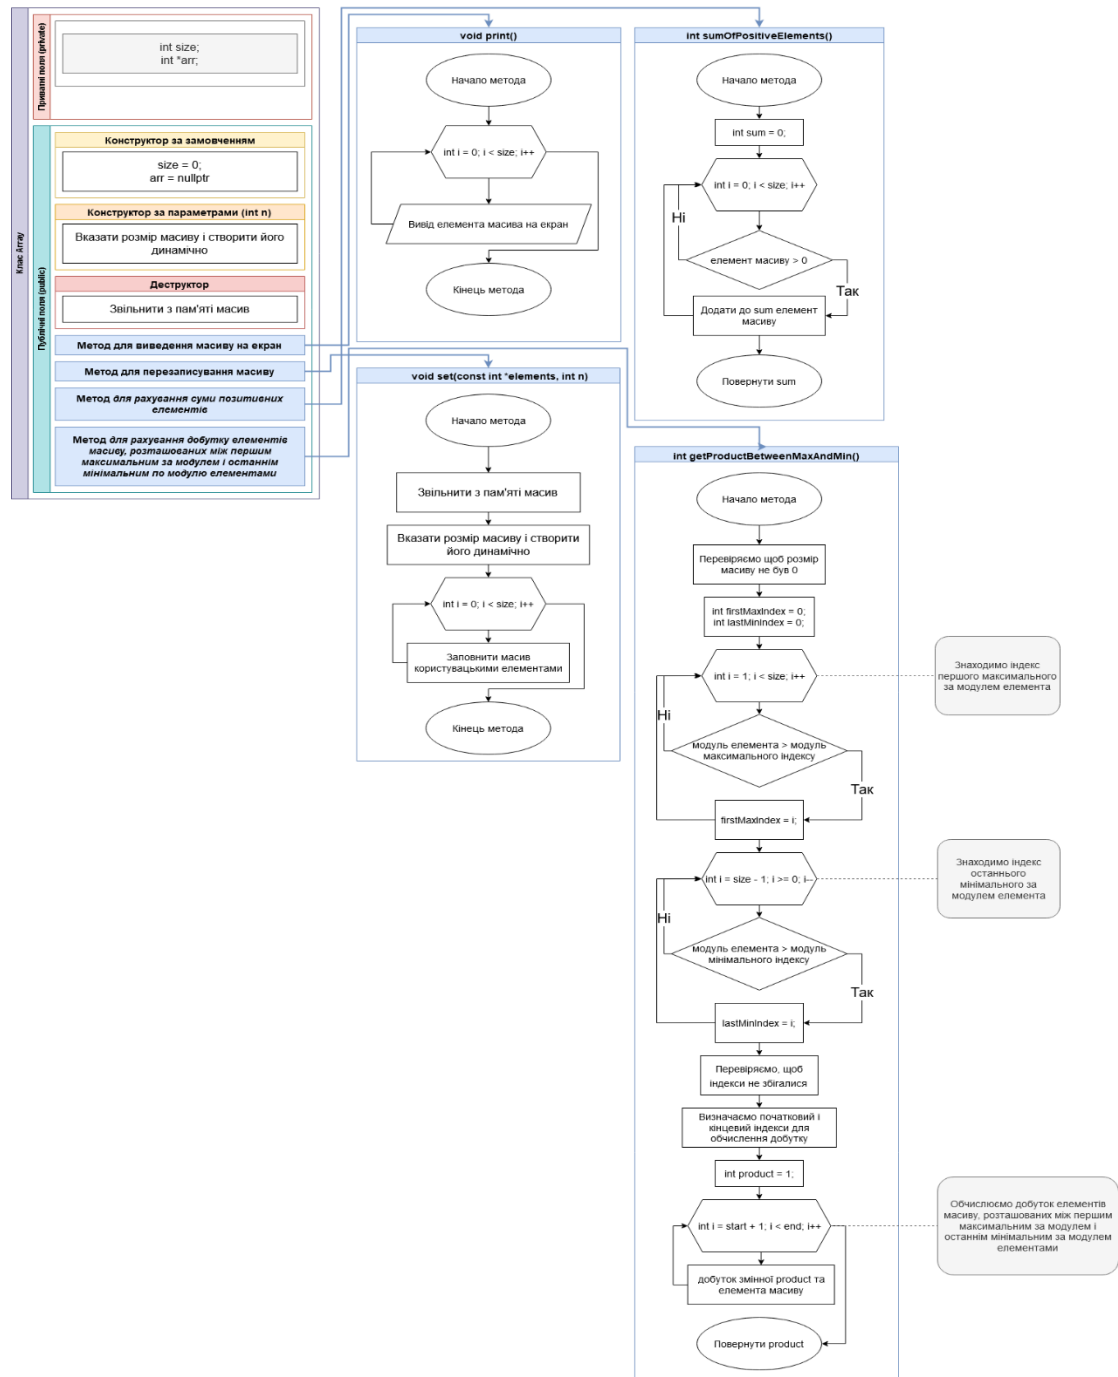 Клас Array
Приватні поля (private)
int size;
int *arr;
Публічні поля (public)
Конструктор за замовченням
size = 0;
arr = nullptr
Конструктор за параметрами (int n)
Вказати розмір масиву і створити його
динамічно
Деструктор
Звільнити з пам'яті масив
Метод для виведення масиву на екран
Метод для перезаписування масиву
Метод для рахування суми позитивних
елементів
Метод для рахування добутку елементів
масиву, розташованих між першим
максимальним за модулем і останнім
мінімальним по модулю елементами
void print()
Начало метода
int i = 0; i < size; i++
Вивід елемента масива на екран
Кінець метода
void set(const int *elements, int n)
Начало метода
Звільнити з пам'яті масив
Вказати розмір масиву і створити
його динамічно
int i = 0; i < size; i++
Заповнити масив
користувацькими елементами
Кінець метода
int sumOfPositiveElements()
Начало метода
int sum = 0;
int i = 0; i < size; i++
Ні
елемент масиву > 0
Так
Додати до sum елемент
масиву
Повернути sum
int getProductBetweenMaxAndMin()
Начало метода
Перевіряємо щоб розмір
масиву не був 0
int firstMaxIndex = 0;
int lastMinIndex = 0;
int i = 1; i < size; i++
Знаходимо індекс
першого максимального
за модулем елемента
Ні
модуль елемента > модуль
максимального індексу
Так
firstMaxIndex = i;
int i = size - 1; i >= 0; i--
Знаходимо індекс
останнього
мінімального за
модулем елемента
Ні
модуль елемента > модуль
мінімального індексу
Так
lastMinIndex = i;
Перевіряємо, щоб
індекси не збігалися
Визначаємо початковий і
кінцевий індекси для
обчислення добутку
int product = 1;
int i = start + 1; i < end; i++
Обчислюємо добуток елементів
масиву, розташованих між першим
максимальним за модулем і
останнім мінімальним за модулем
елементами
добуток змінної product та
елемента масиву
Повернути product